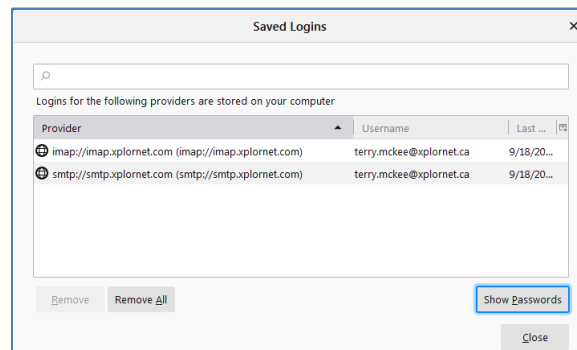 Saved Logins
Logins for the following providers are stored on your computer
Provider Username Last ...
imap://imap.xplornet.com (imap://imap.xplornet.com) terry.mckee@xplornet.ca 9/18/20...
smtp://smtp.xplornet.com (smtp://smtp.xplornet.com) terry.mckee@xplornet.ca 9/18/20...
Remove Remove All Show Passwords
Close